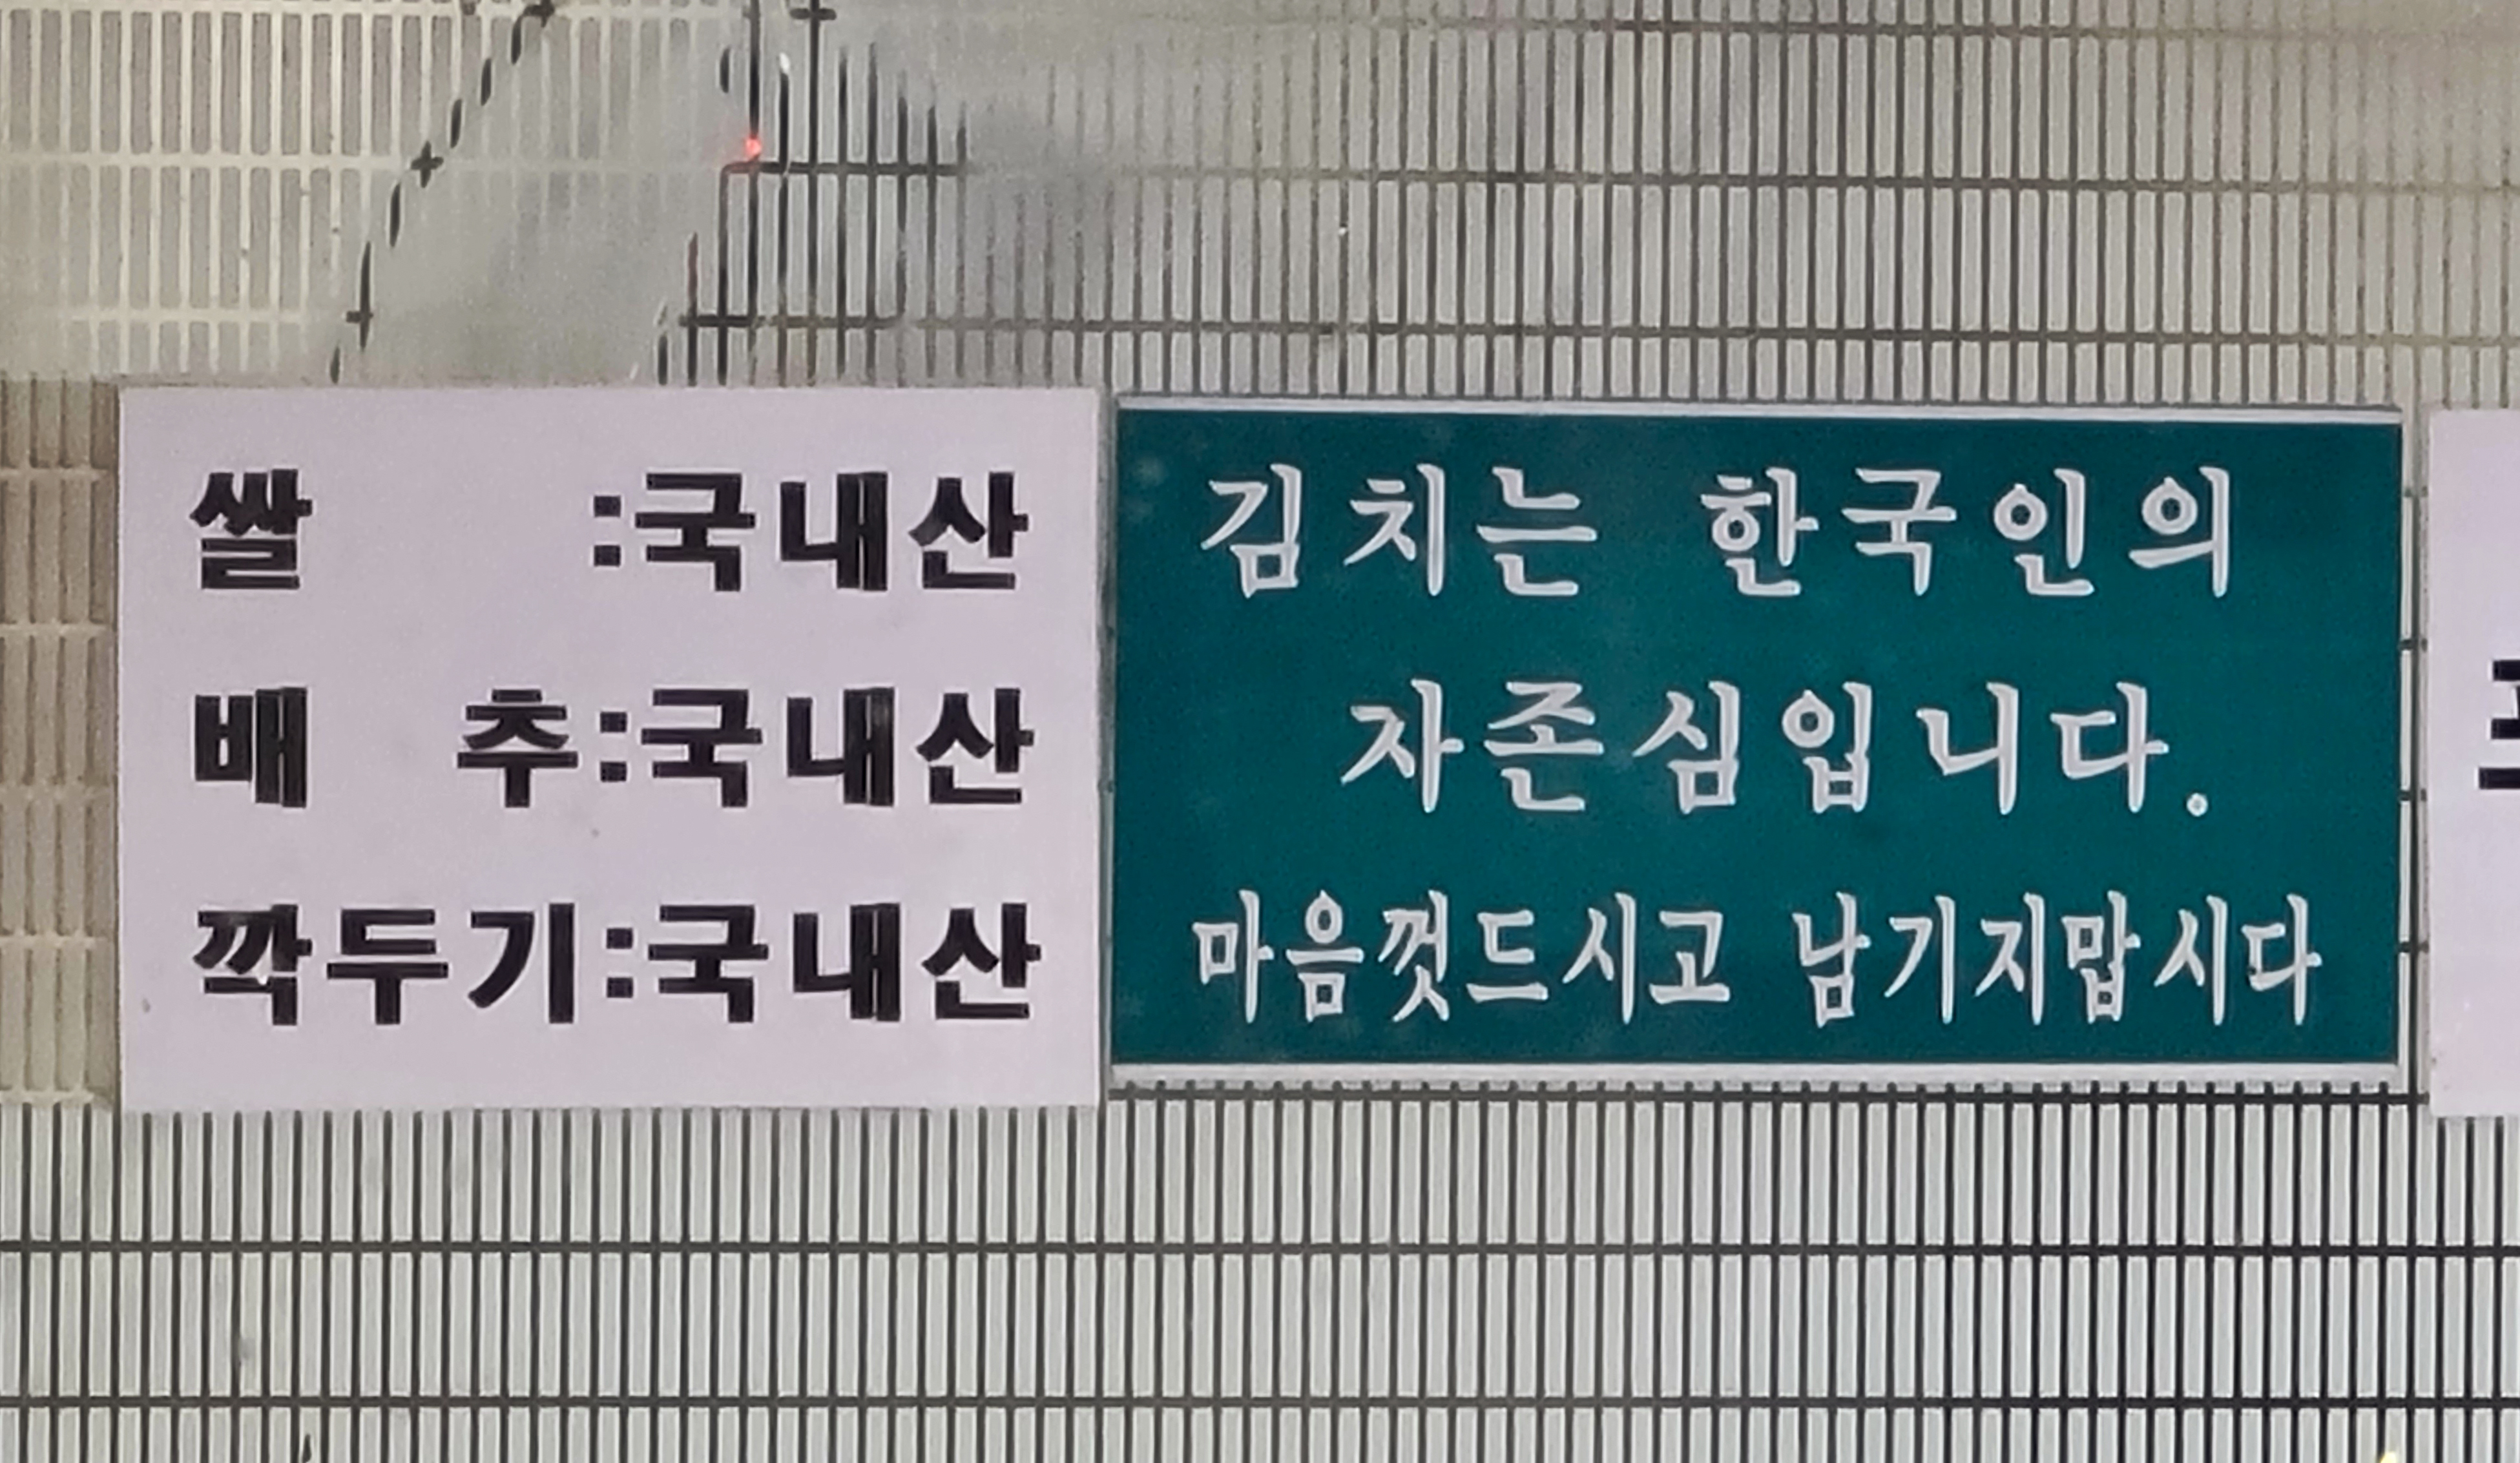 쌀 :국내산
배 추:국내산
깍두기:국내산
김치는 한국인의
자존심입니다.
마음껏드시고 남기지맙시다